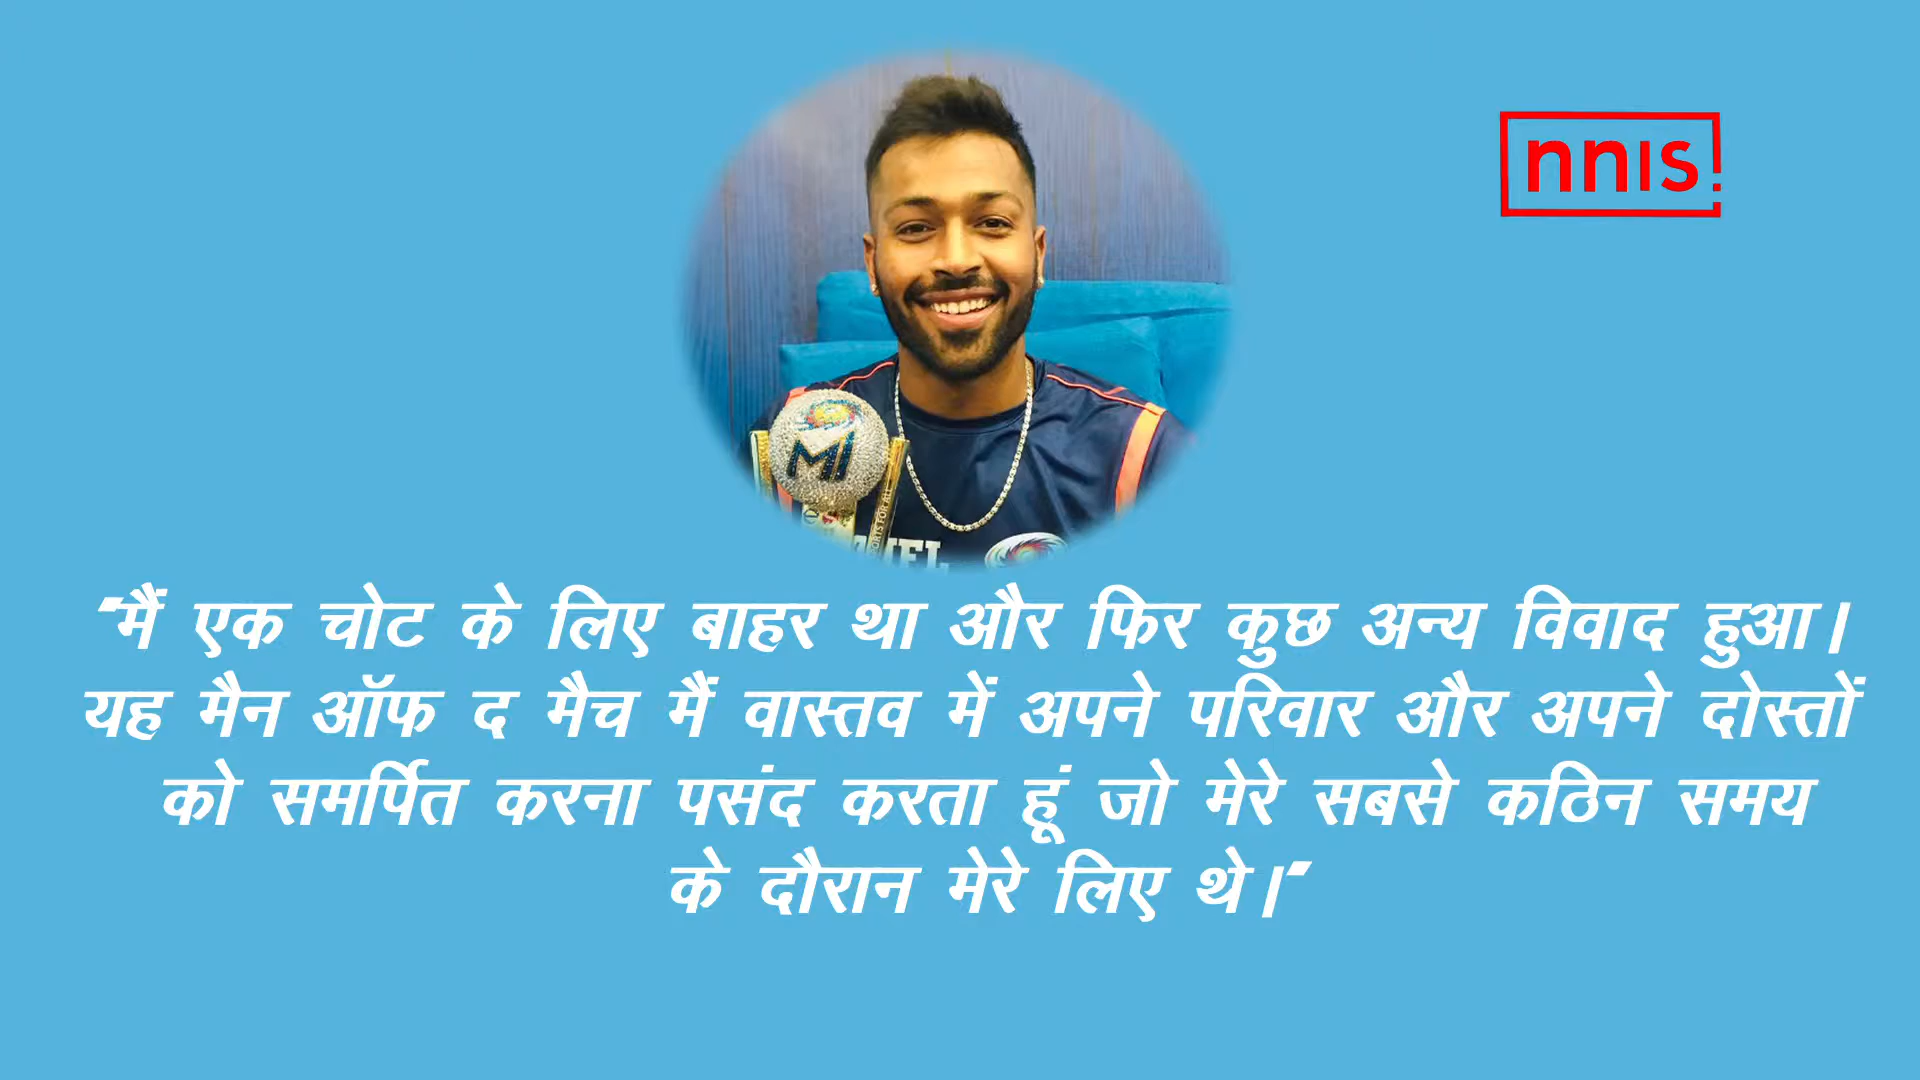 nnis
MI
"मैं एक चोट के लिए बाहर था और फिर कुछ अन्य विवाद हुआ।
यह मैन ऑफ द मैच मैं वास्तव में अपने परिवार और अपने दोस्तों
को समर्पित करना पसंद करता हूं जो मेरे सबसे कठिन समय
के दौरान मेरे लिए थे।"